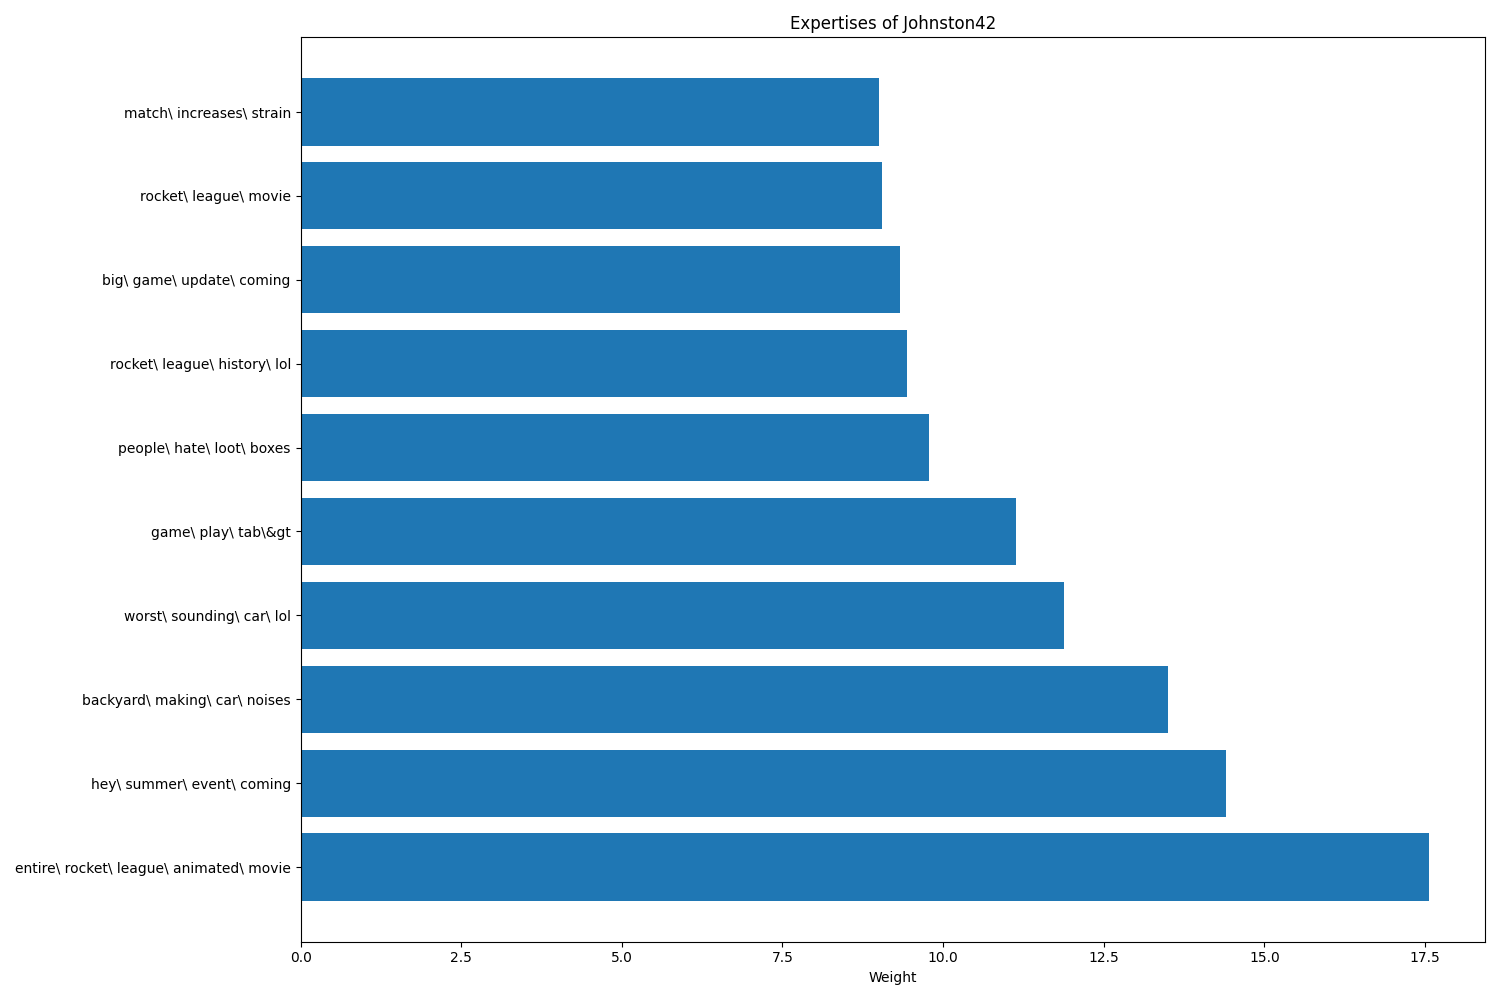 Expertises of Johnston42
match\ increases\ strain
rocket\ league\ movie
big\ game\ update\ coming
rocket\ league\ history\ lol
people\ hate\ loot\ boxes
game\ play\ tab\&gt
worst\ sounding\ car\ lol
backyard\ making\ car\ noises
hey\ summer\ event\ coming
entire\ rocket\ league\ animated\ movie
0.0 2.5 5.0 7.5 10.0 12.5 15.0 17.5
Weight